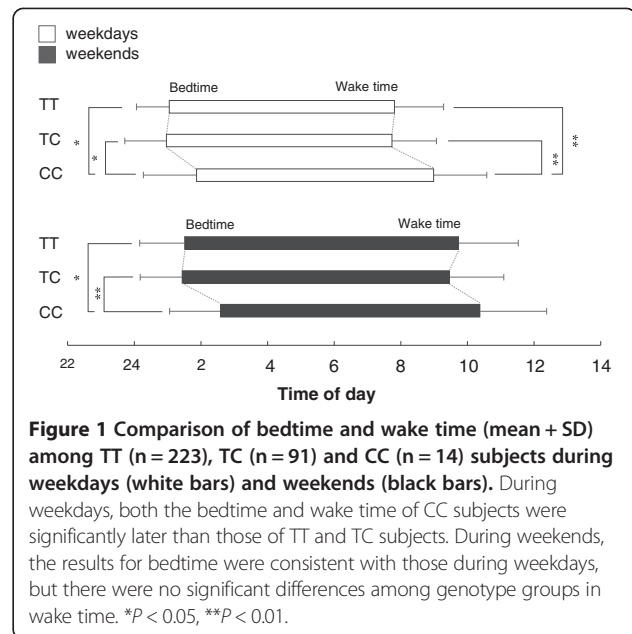 weekdays
weekends
Bedtime Wake time
TT
* **
TC
* **
CC
Bedtime Wake time
TT
*
TC
**
CC
22 24 2 4 6 8 10 12 14
Time of day
Figure 1 Comparison of bedtime and wake time (mean + SD)
among TT (n = 223), TC (n = 91) and CC (n = 14) subjects during
weekdays (white bars) and weekends (black bars). During
weekdays, both the bedtime and wake time of CC subjects were
significantly later than those of TT and TC subjects. During weekends,
the results for bedtime were consistent with those during weekdays,
but there were no significant differences among genotype groups in
wake time. *P < 0.05, **P < 0.01.